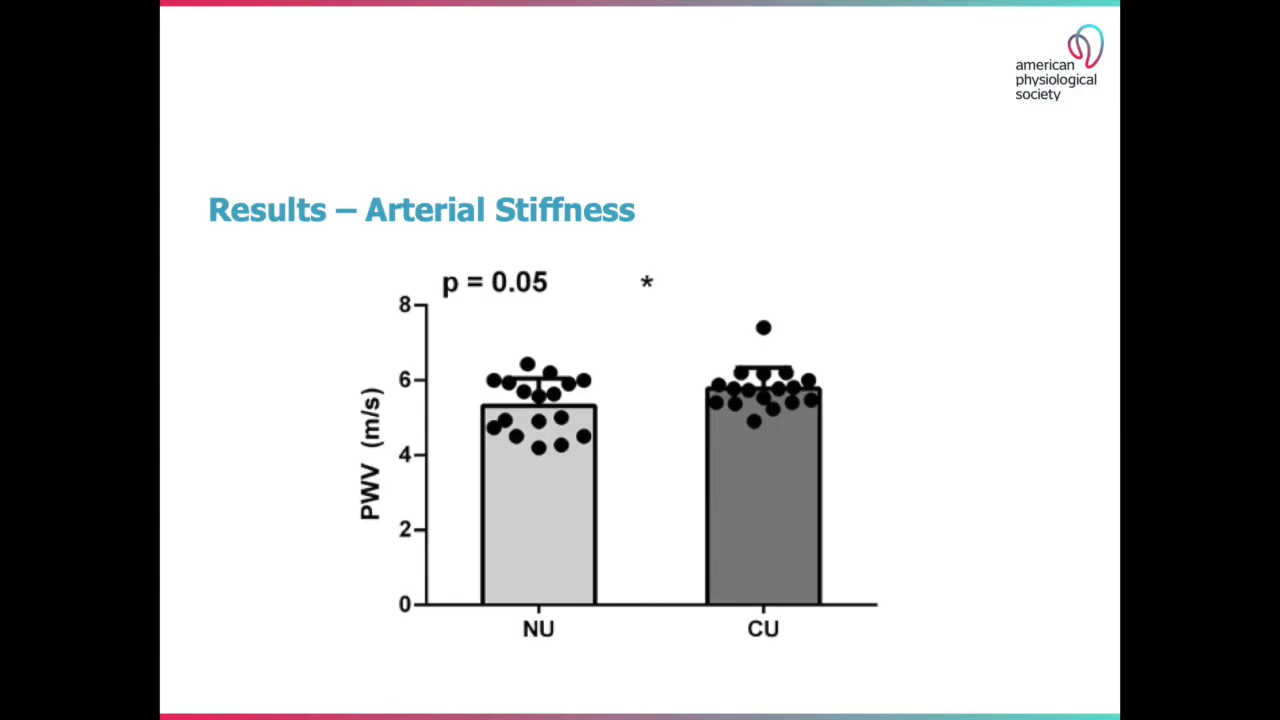 american
physiological
society
Results – Arterial Stiffness
p = 0.05 *
8
6
4
2
0
PWV (m/s)
NU CU